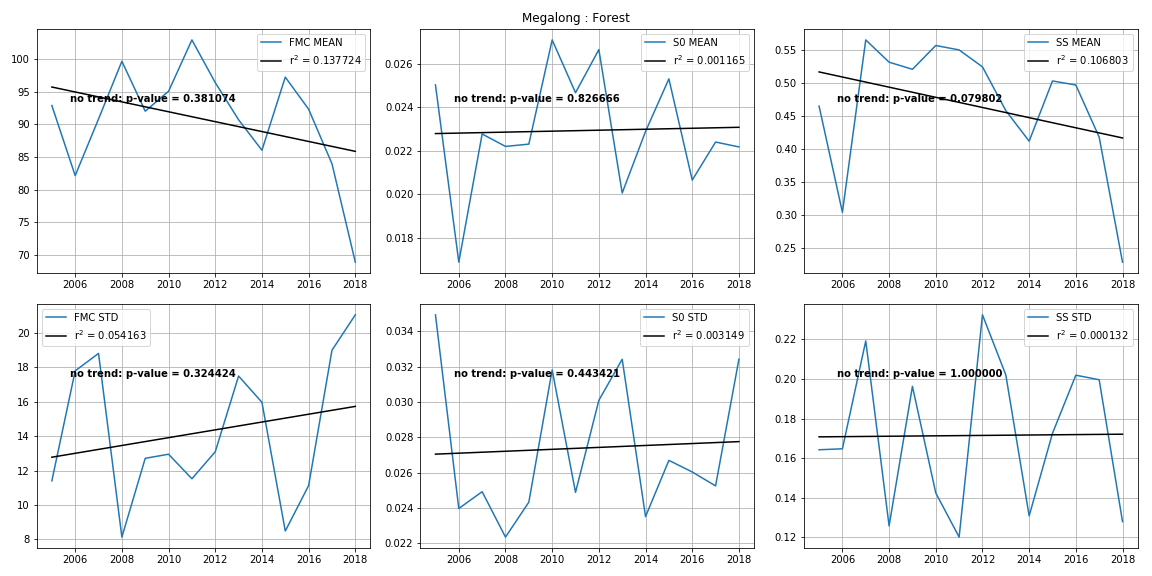 Megalong : Forest
FMC MEAN
r² = 0.137724
no trend: p-value = 0.381074
100
95
90
85
80
75
70
2006 2008 2010 2012 2014 2016 2018
S0 MEAN
r² = 0.001165
no trend: p-value = 0.826666
0.026
0.024
0.022
0.020
0.018
2006 2008 2010 2012 2014 2016 2018
SS MEAN
r² = 0.106803
no trend: p-value = 0.079802
0.55
0.50
0.45
0.40
0.35
0.30
0.25
2006 2008 2010 2012 2014 2016 2018
FMC STD
r² = 0.054163
no trend: p-value = 0.324424
20
18
16
14
12
10
8
2006 2008 2010 2012 2014 2016 2018
S0 STD
r² = 0.003149
no trend: p-value = 0.443421
0.034
0.032
0.030
0.028
0.026
0.024
0.022
2006 2008 2010 2012 2014 2016 2018
SS STD
r² = 0.000132
no trend: p-value = 1.000000
0.22
0.20
0.18
0.16
0.14
0.12
2006 2008 2010 2012 2014 2016 2018